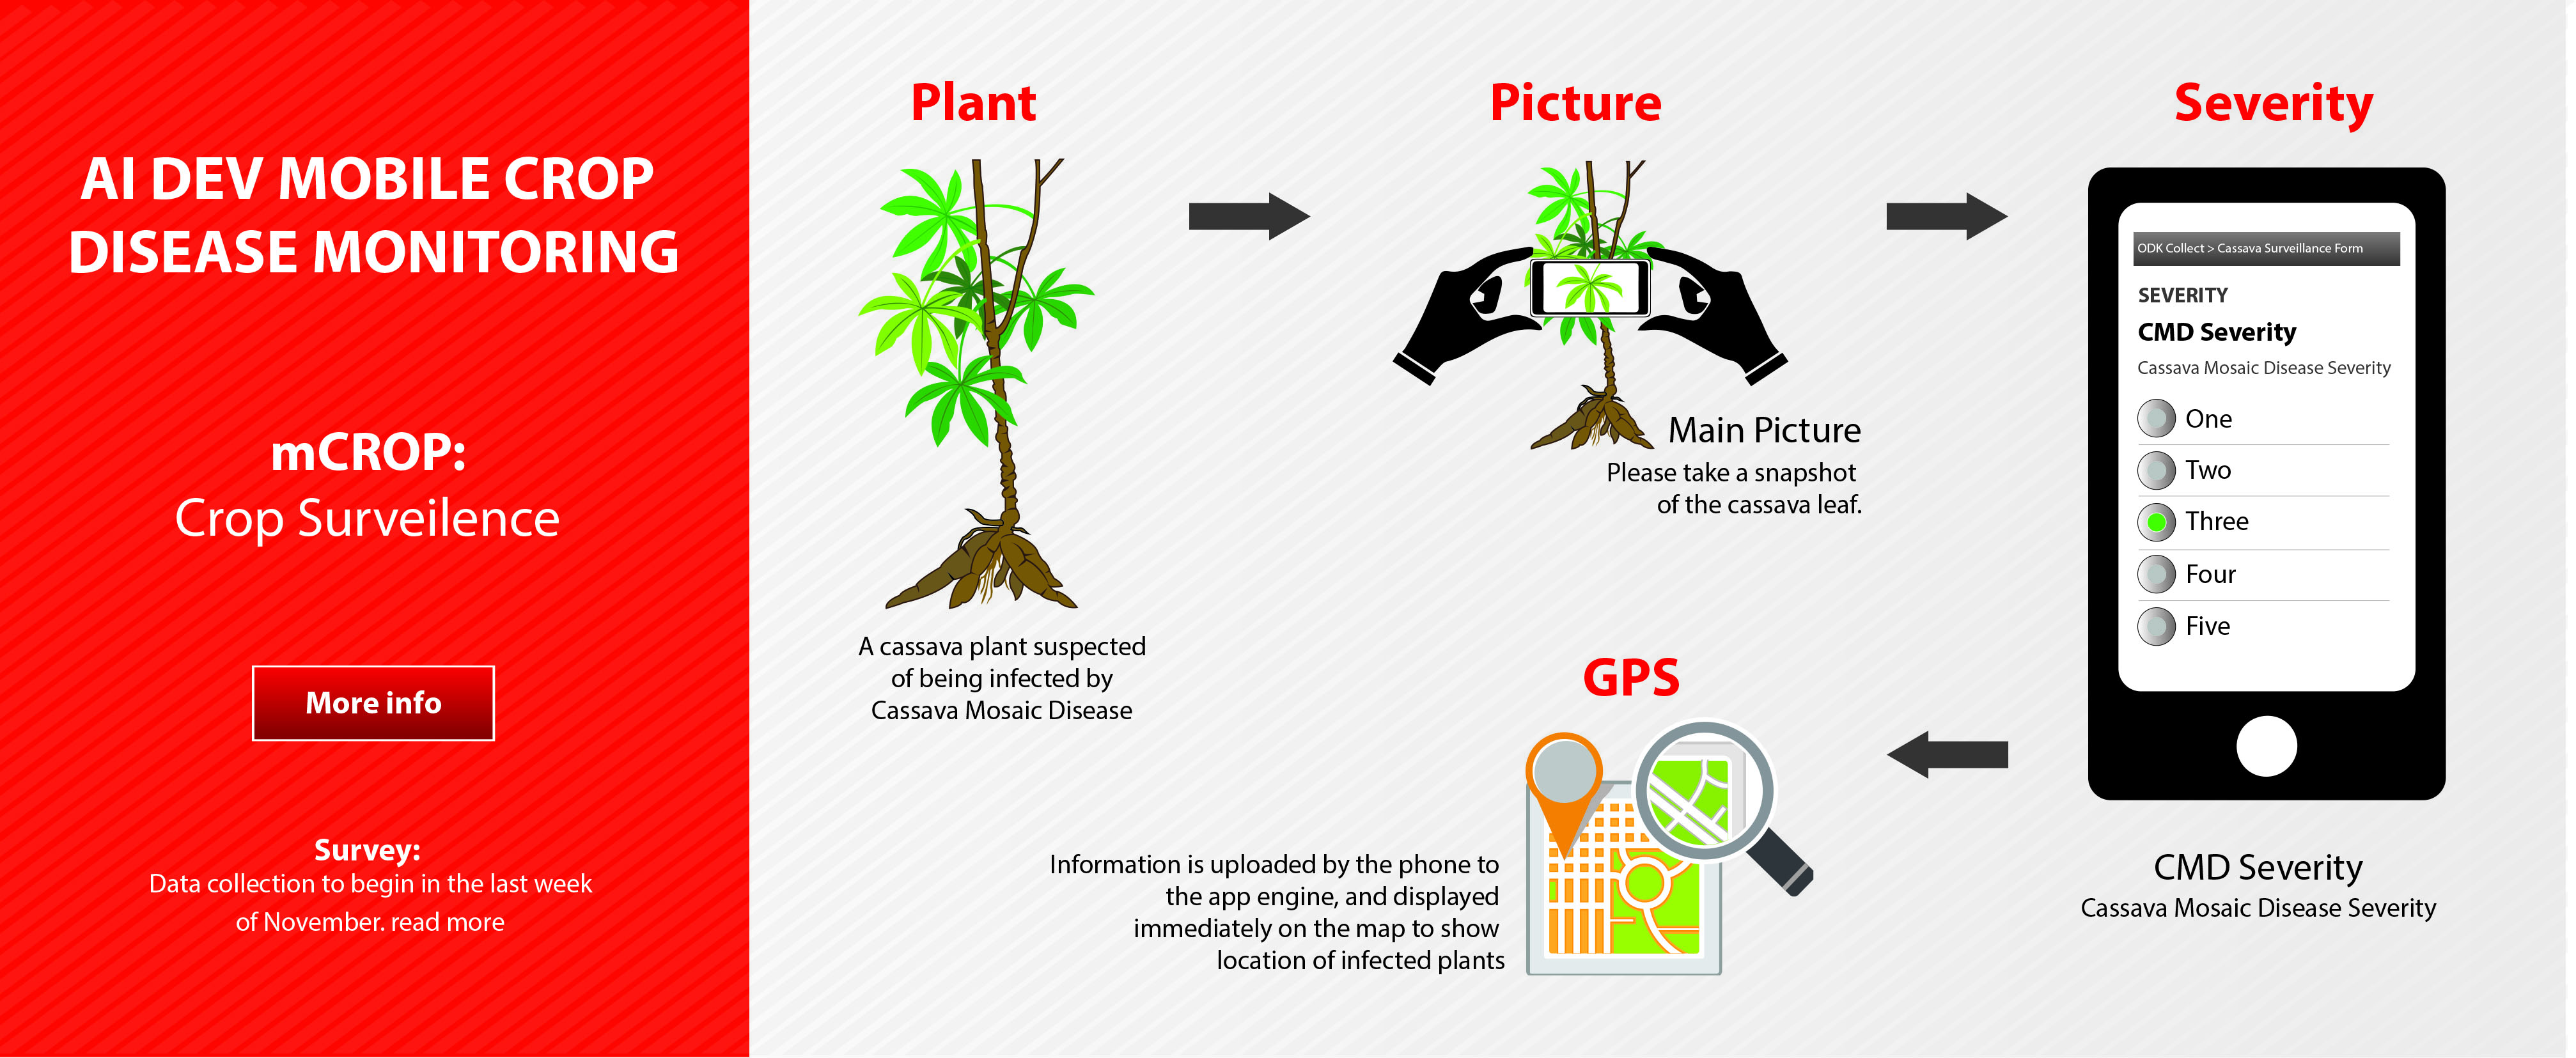 AI DEV MOBILE CROP
DISEASE MONITORING
mCROP:
Crop Surveilence
More info
Survey:
Data collection to begin in the last week
of November. read more
Plant
A cassava plant suspected
of being infected by
Cassava Mosaic Disease
Picture
Main Picture
Please take a snapshot
of the cassava leaf.
Severity
ODK Collect > Cassava Surveillance Form
SEVERITY
CMD Severity
Cassava Mosaic Disease Severity
One
Two
Three
Four
Five
CMD Severity
Cassava Mosaic Disease Severity
GPS
Information is uploaded by the phone to
the app engine, and displayed
immediately on the map to show
location of infected plants